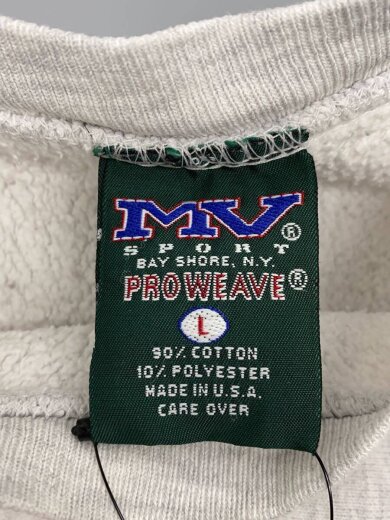 MV®
SPORT
BAY SHORE, N.Y.
PROWEAVE®
L
90% COTTON
10% POLYESTER
MADE IN U.S.A.
CARE OVER